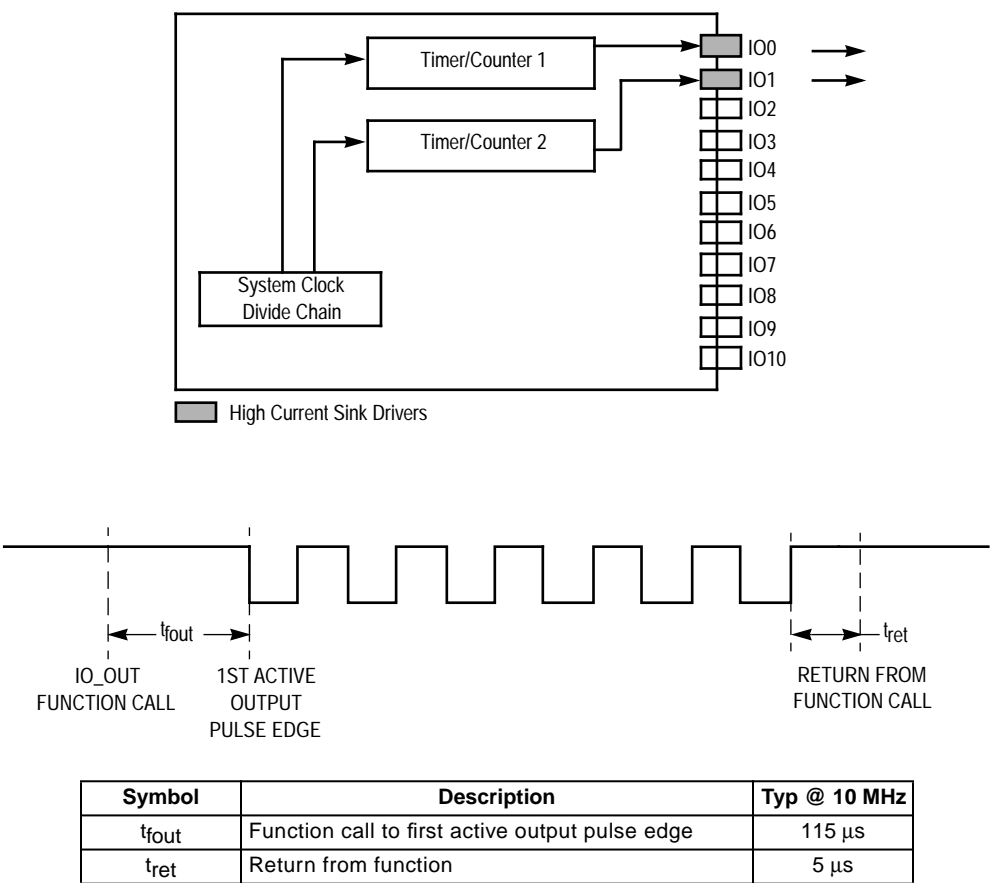 Timer/Counter 1
Timer/Counter 2
System Clock
Divide Chain
IO0
IO1
IO2
IO3
IO4
IO5
IO6
IO7
IO8
IO9
IO10
High Current Sink Drivers
tfout
tret
IO_OUT
FUNCTION CALL
1ST ACTIVE
OUTPUT
PULSE EDGE
RETURN FROM
FUNCTION CALL
Symbol Description Typ @ 10 MHz
tfout Function call to first active output pulse edge 115 µs
tret Return from function 5 µs